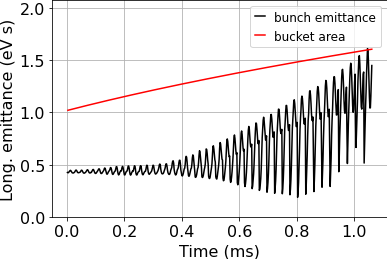 bunch emittance
bucket area
Long. emittance (eV s)
2.0
1.5
1.0
0.5
0.0
0.0 0.2 0.4 0.6 0.8 1.0
Time (ms)